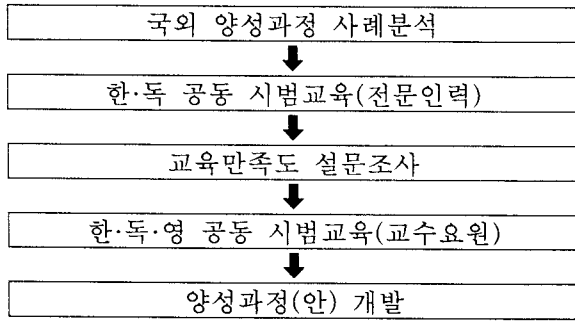 국외 양성과정 사례분석
한·독 공동 시범교육(전문인력)
교육만족도 설문조사
한·독·영 공동 시범교육(교수요원)
양성과정(안) 개발